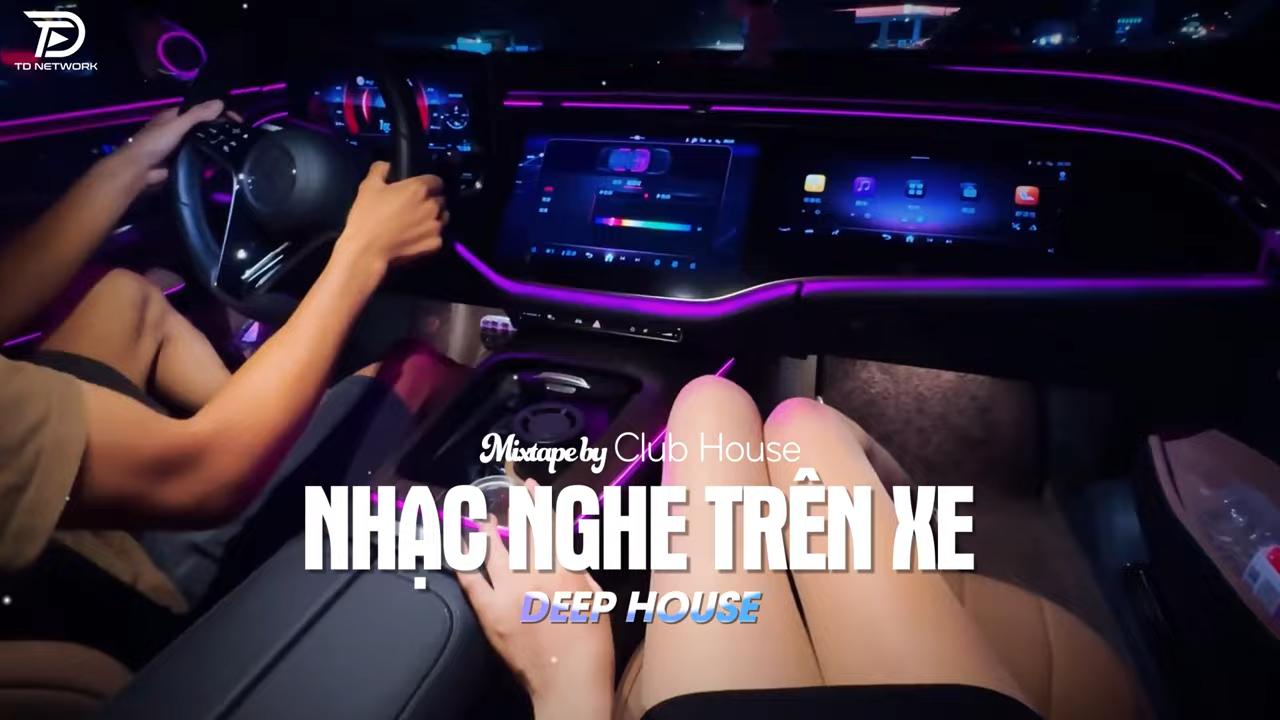 TD NETWORK
Mixtape by Club House
NHẠC NGHE TRÊN XE
DEEP HOUSE